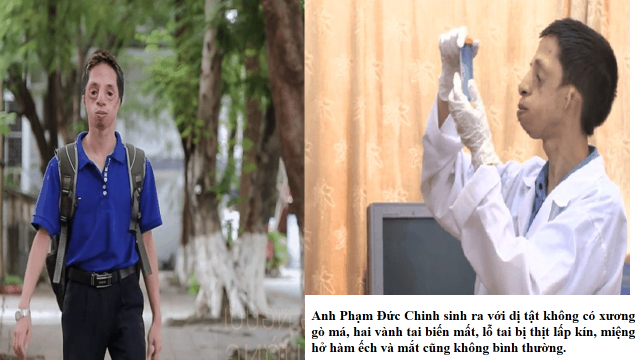 Anh Phạm Đức Chinh sinh ra với dị tật không có xương
gò má, hai vành tai biến mất, lỗ tai bị thịt lấp kín, miệng
hở hàm ếch và mắt cũng không bình thường.